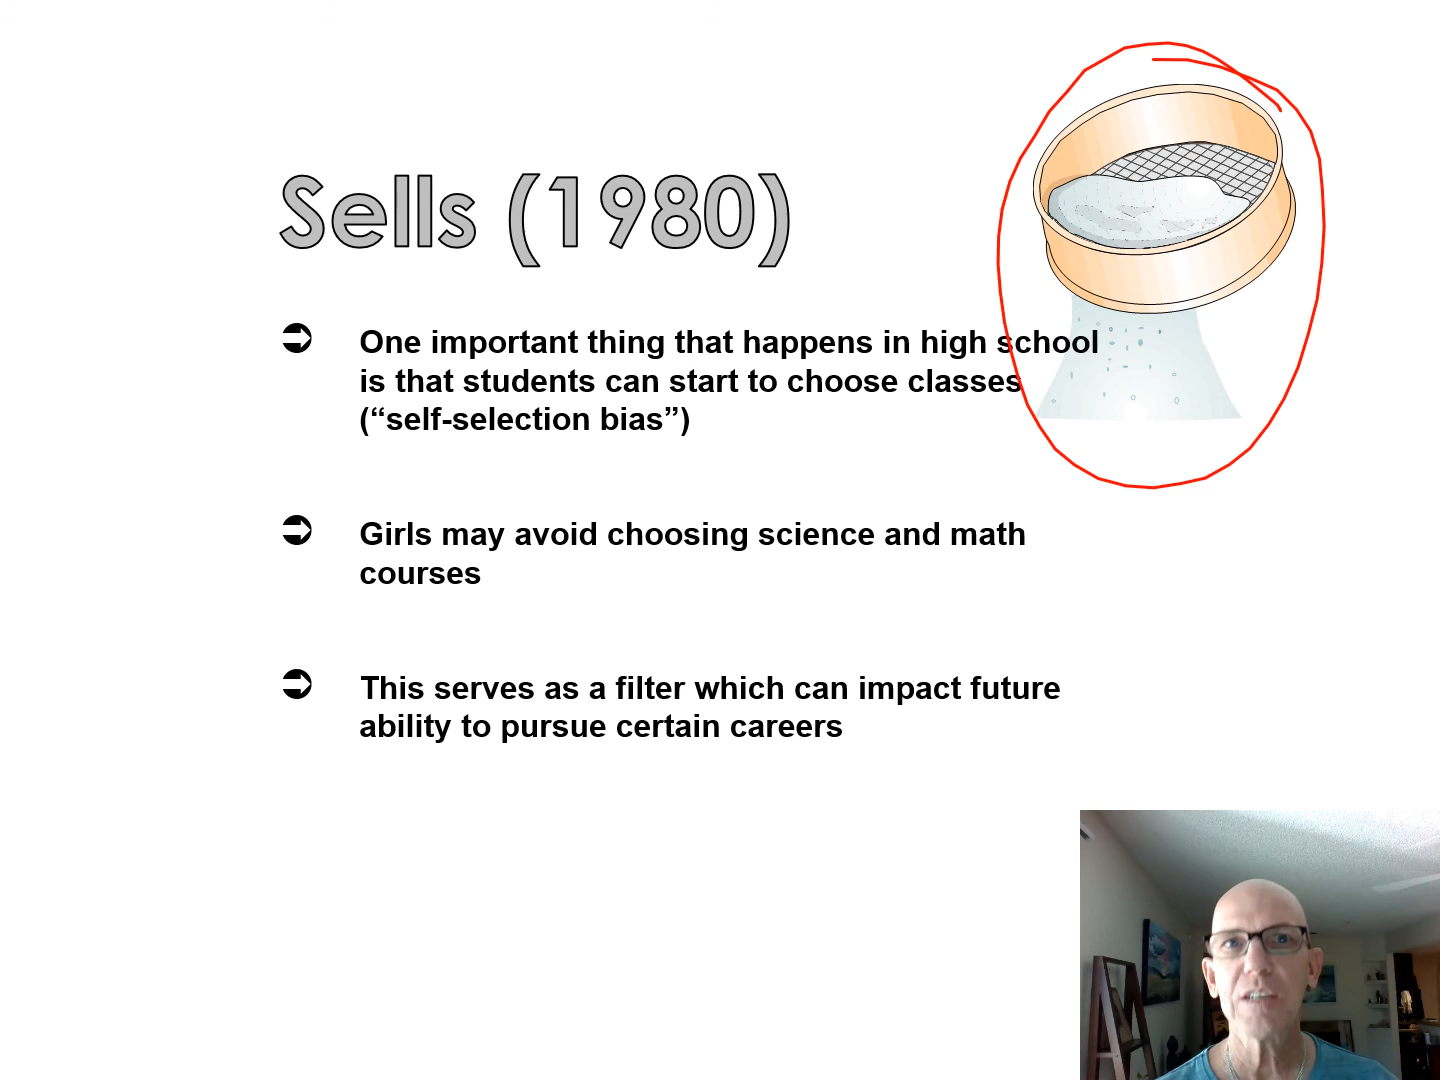 Sells (1980)
One important thing that happens in high school
is that students can start to choose classes
(“self-selection bias”)
Girls may avoid choosing science and math
courses
This serves as a filter which can impact future
ability to pursue certain careers